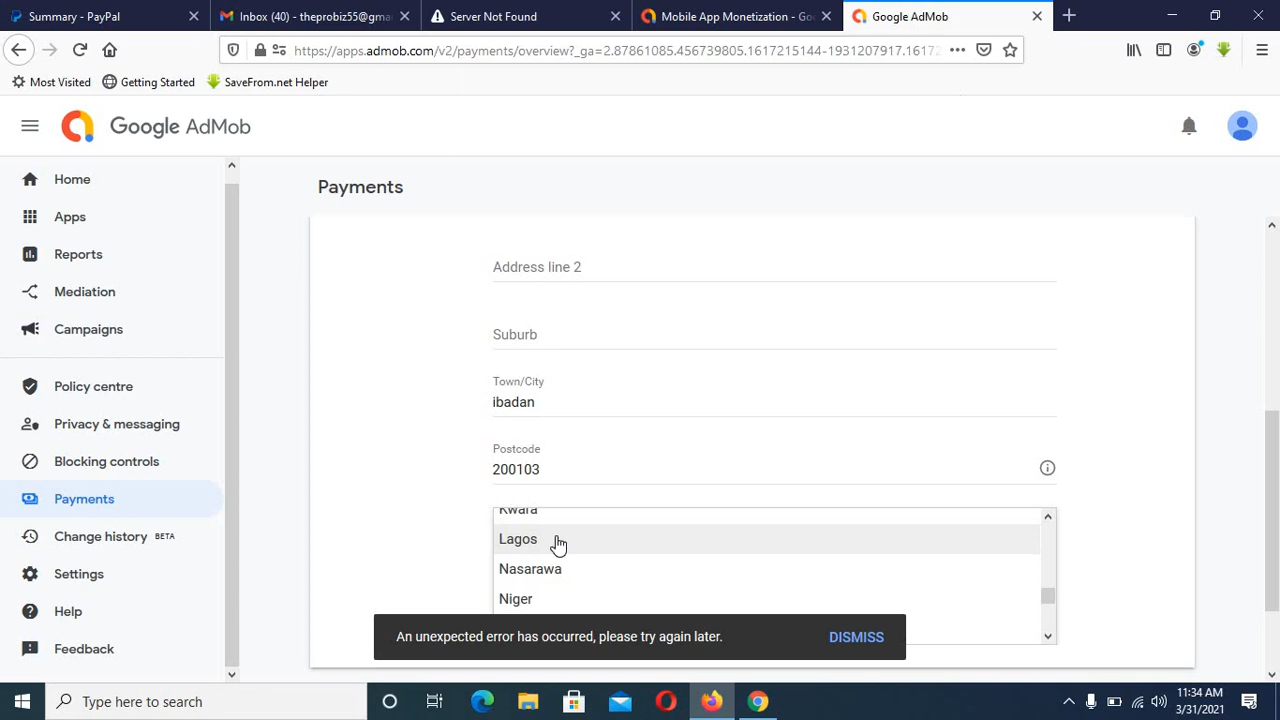 Summary - PayPal
Inbox (40) - theprobiz55@gma
Server Not Found
Mobile App Monetization - Goo
Google AdMob
https://apps.admob.com/v2/payments/overview?_ga=2.87861085.456739805.1617215144-1931207917.16172
Most Visited
Getting Started
SaveFrom.net Helper
Google AdMob
Home
Apps
Reports
Mediation
Campaigns
Policy centre
Privacy & messaging
Blocking controls
Payments
Change history BETA
Settings
Help
Feedback
Payments
Address line 2
Suburb
Town/City
ibadan
Postcode
200103
Kwara
Lagos
Nasarawa
Niger
An unexpected error has occurred, please try again later.
DISMISS
Type here to search
11:34 AM
3/31/2021